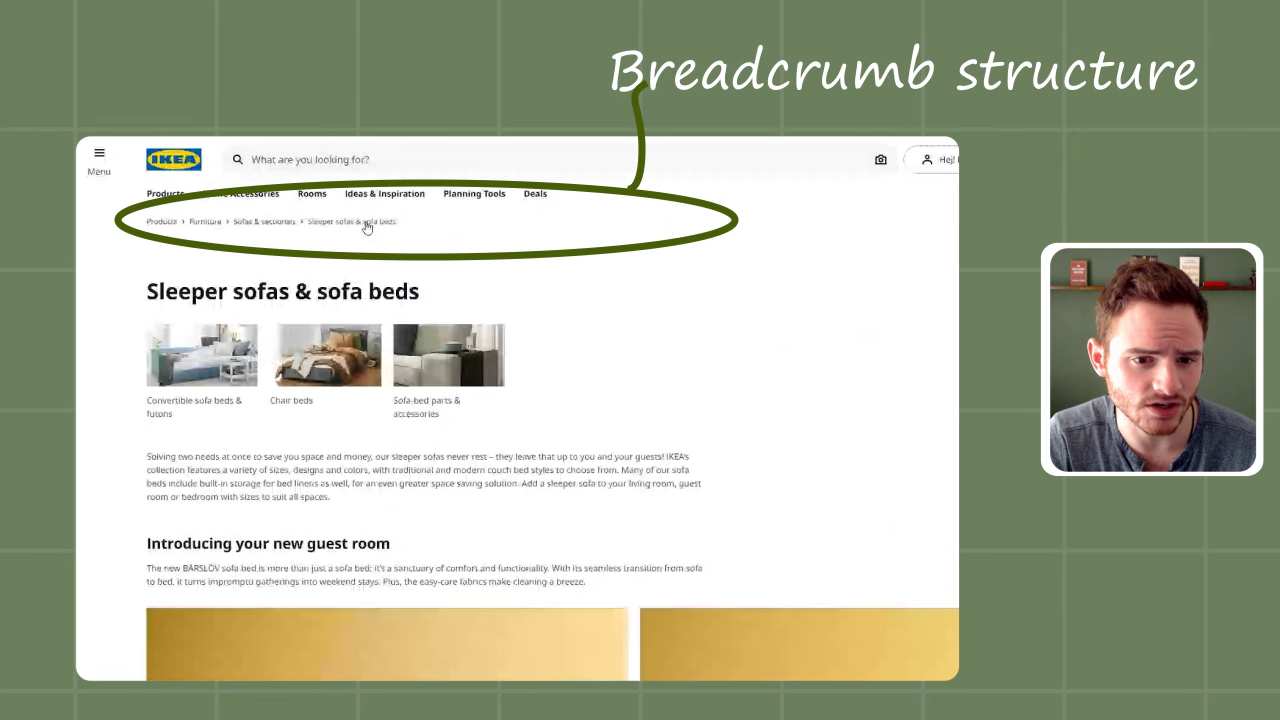 Breadcrumb structure
Menu
IKEA
What are you looking for?
Hej!
Products
Accessories
Rooms
Ideas & Inspiration
Planning Tools
Deals
Products > Furniture > Sofas & sectionals > Sleeper sofas & sofa beds
Sleeper sofas & sofa beds
Convertible sofa beds &
futons
Chair beds
Sofa-bed parts &
accessories
Solving two needs at once to save you space and money, our sleeper sofas never rest – they leave that up to you and your guests! IKEA's
collection features a variety of sizes, designs and colors, with traditional and modern couch bed styles to choose from. Many of our sofa
beds include built-in storage for bed linens as well, for an even greater space saving solution. Add a sleeper sofa to your living room, guest
room or bedroom with sizes to suit all spaces.
Introducing your new guest room
The new BÅRSLÖV sofa bed is more than just a sofa bed; it's a sanctuary of comfort and functionality. With its seamless transition from sofa
to bed, it turns impromptu gatherings into weekend stays. Plus, the easy-care fabrics make cleaning a breeze.